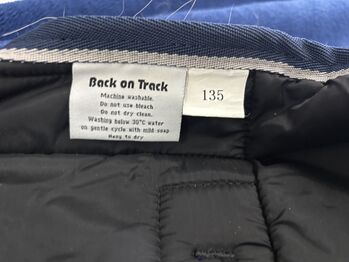 Back on Track
Machine washable.
Do not use bleach
Do not dry clean.
Washing below 30°C water
on gentle cycle with mild soap
Hang to dry
135